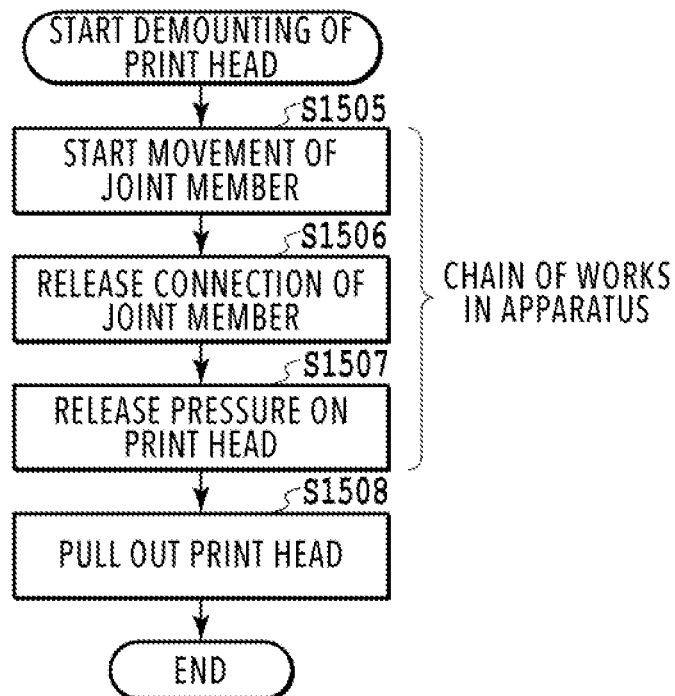 START DEMOUNTING OF
PRINT HEAD
S1505
START MOVEMENT OF
JOINT MEMBER
S1506
RELEASE CONNECTION OF
JOINT MEMBER
CHAIN OF WORKS
IN APPARATUS
S1507
RELEASE PRESSURE ON
PRINT HEAD
S1508
PULL OUT PRINT HEAD
END